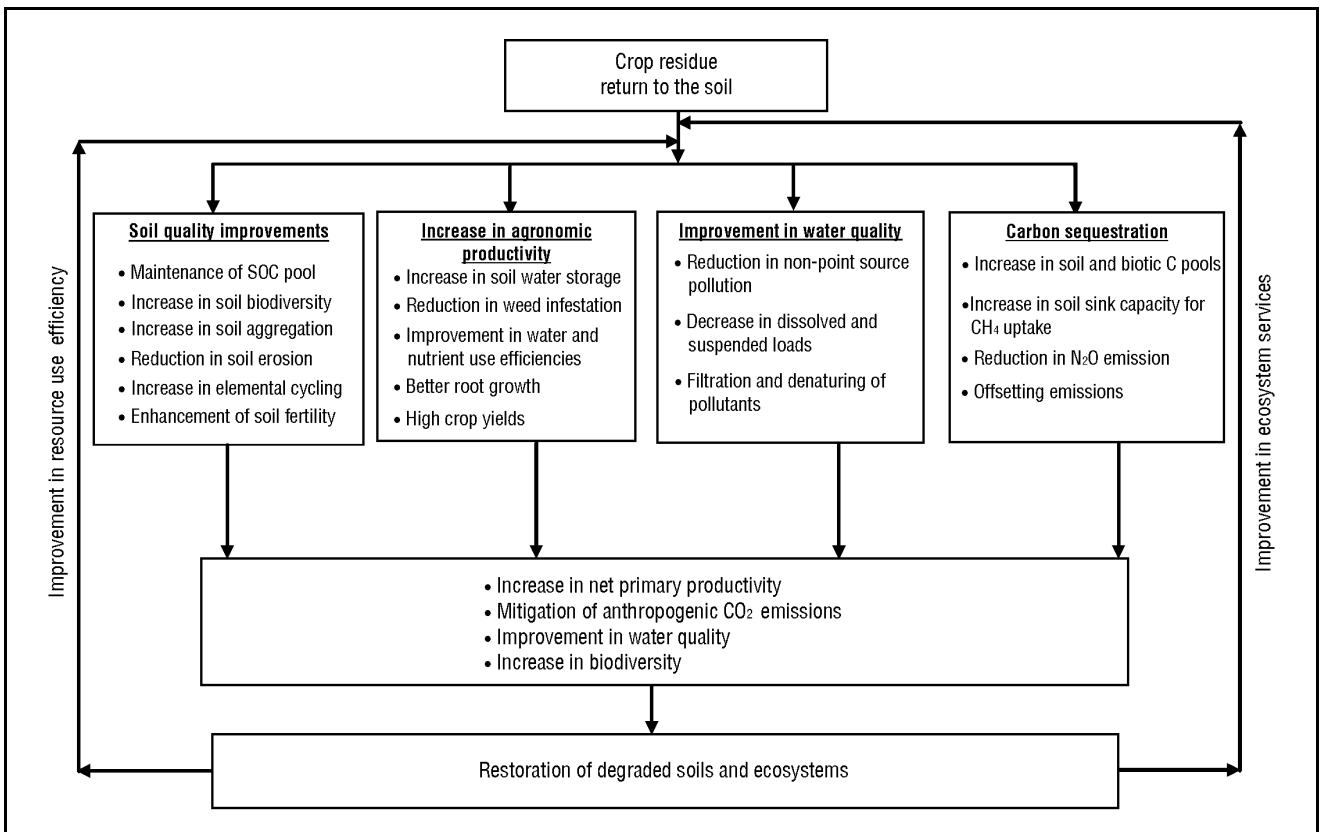 Crop residue
return to the soil
Soil quality improvements
• Maintenance of SOC pool
• Increase in soil biodiversity
• Increase in soil aggregation
• Reduction in soil erosion
• Increase in elemental cycling
• Enhancement of soil fertility
Increase in agronomic
productivity
• Increase in soil water storage
• Reduction in weed infestation
• Improvement in water and
nutrient use efficiencies
• Better root growth
• High crop yields
Improvement in water quality
• Reduction in non-point source
pollution
• Decrease in dissolved and
suspended loads
• Filtration and denaturing of
pollutants
Carbon sequestration
• Increase in soil and biotic C pools
•Increase in soil sink capacity for
CH₄ uptake
• Reduction in N₂O emission
• Offsetting emissions
Improvement in resource use efficiency
Improvement in ecosystem services
• Increase in net primary productivity
• Mitigation of anthropogenic CO₂ emissions
• Improvement in water quality
• Increase in biodiversity
Restoration of degraded soils and ecosystems